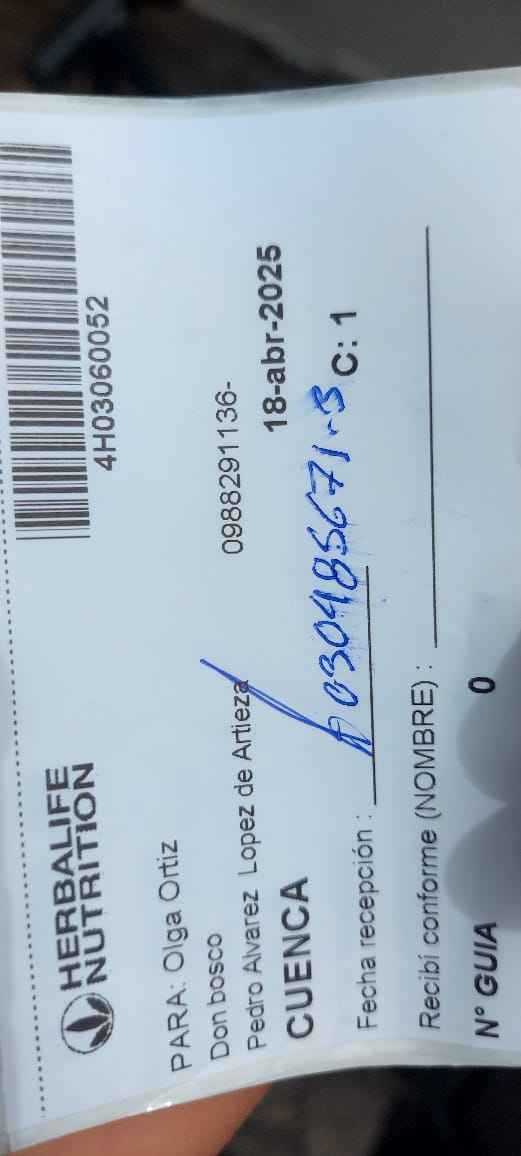 HERBALIFE
NUTRITION
4H03060052
PARA: Olga Ortiz
Don bosco 0988291136-
Pedro Alvarez Lopez de Artieza
CUENCA 18-abr-2025
030485671-3
Fecha recepción : C: 1
Recibí conforme (NOMBRE) :
N° GUIA 0